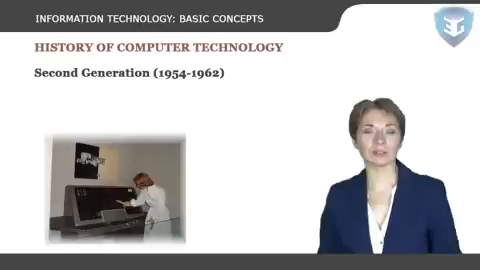 INFORMATION TECHNOLOGY: BASIC CONCEPTS
HISTORY OF COMPUTER TECHNOLOGY
Second Generation (1954-1962)